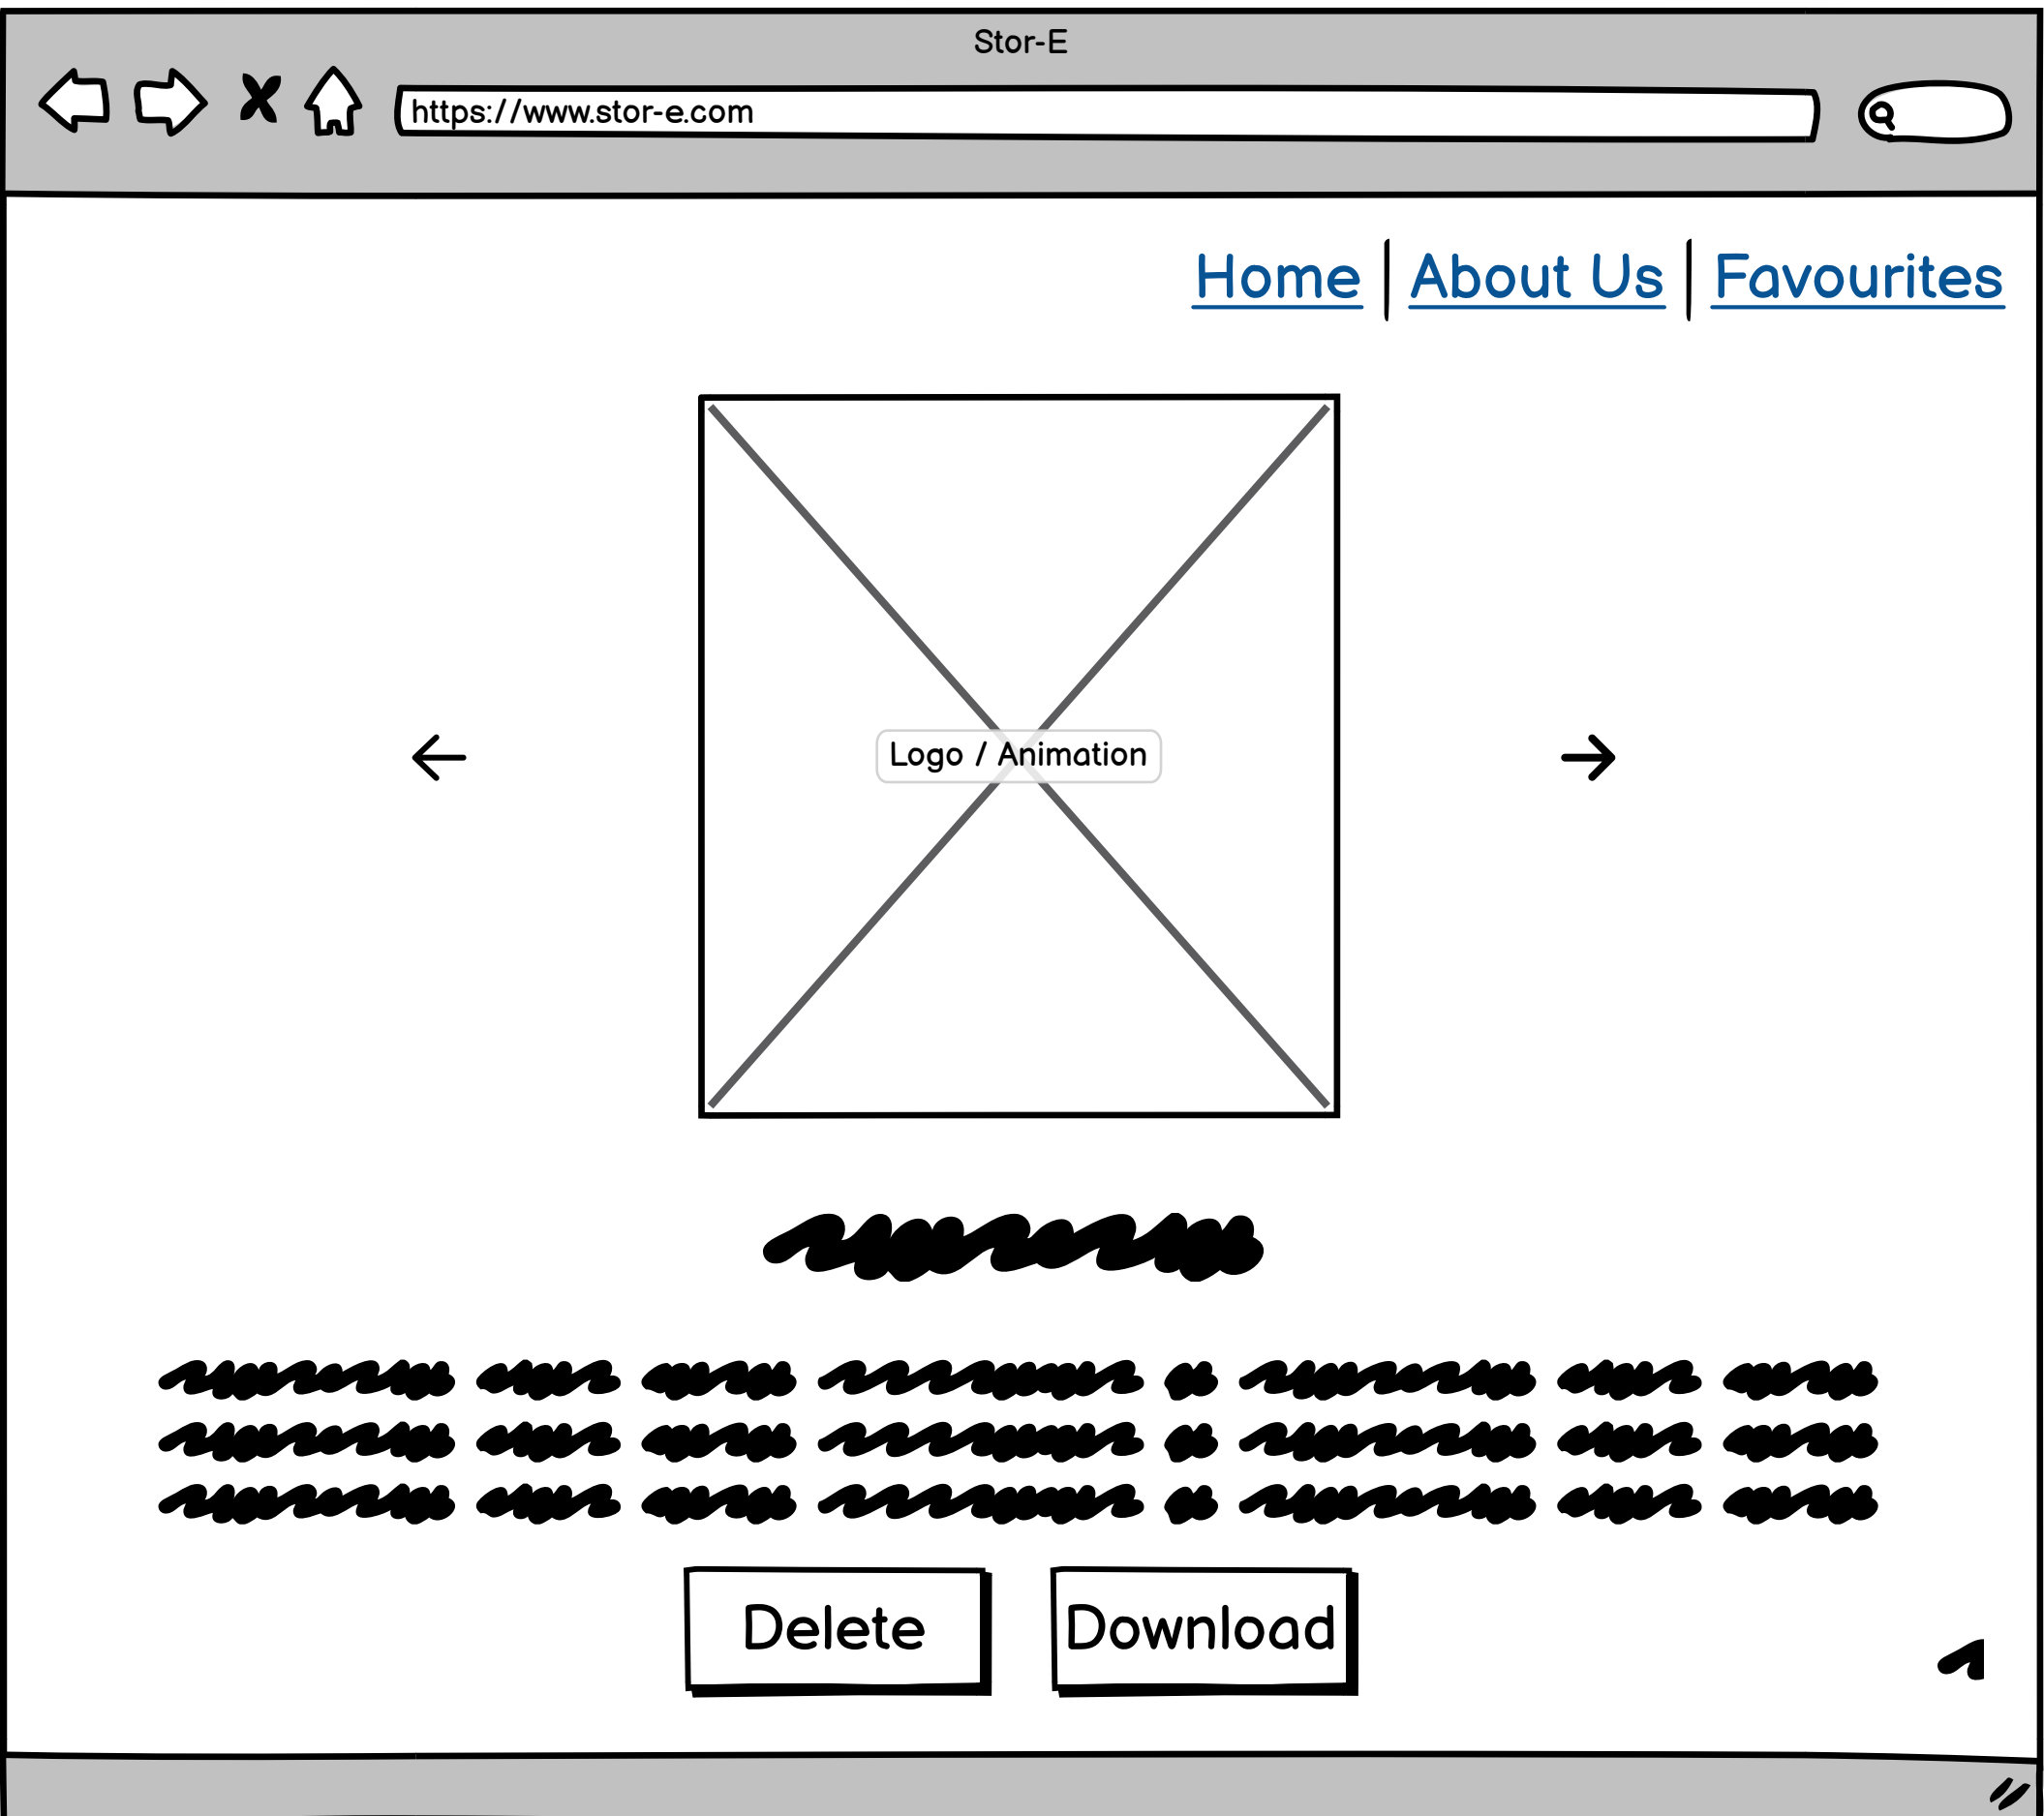 Stor-E
https://www.stor-e.com
Home | About Us | Favourites
Logo / Animation
Delete
Download